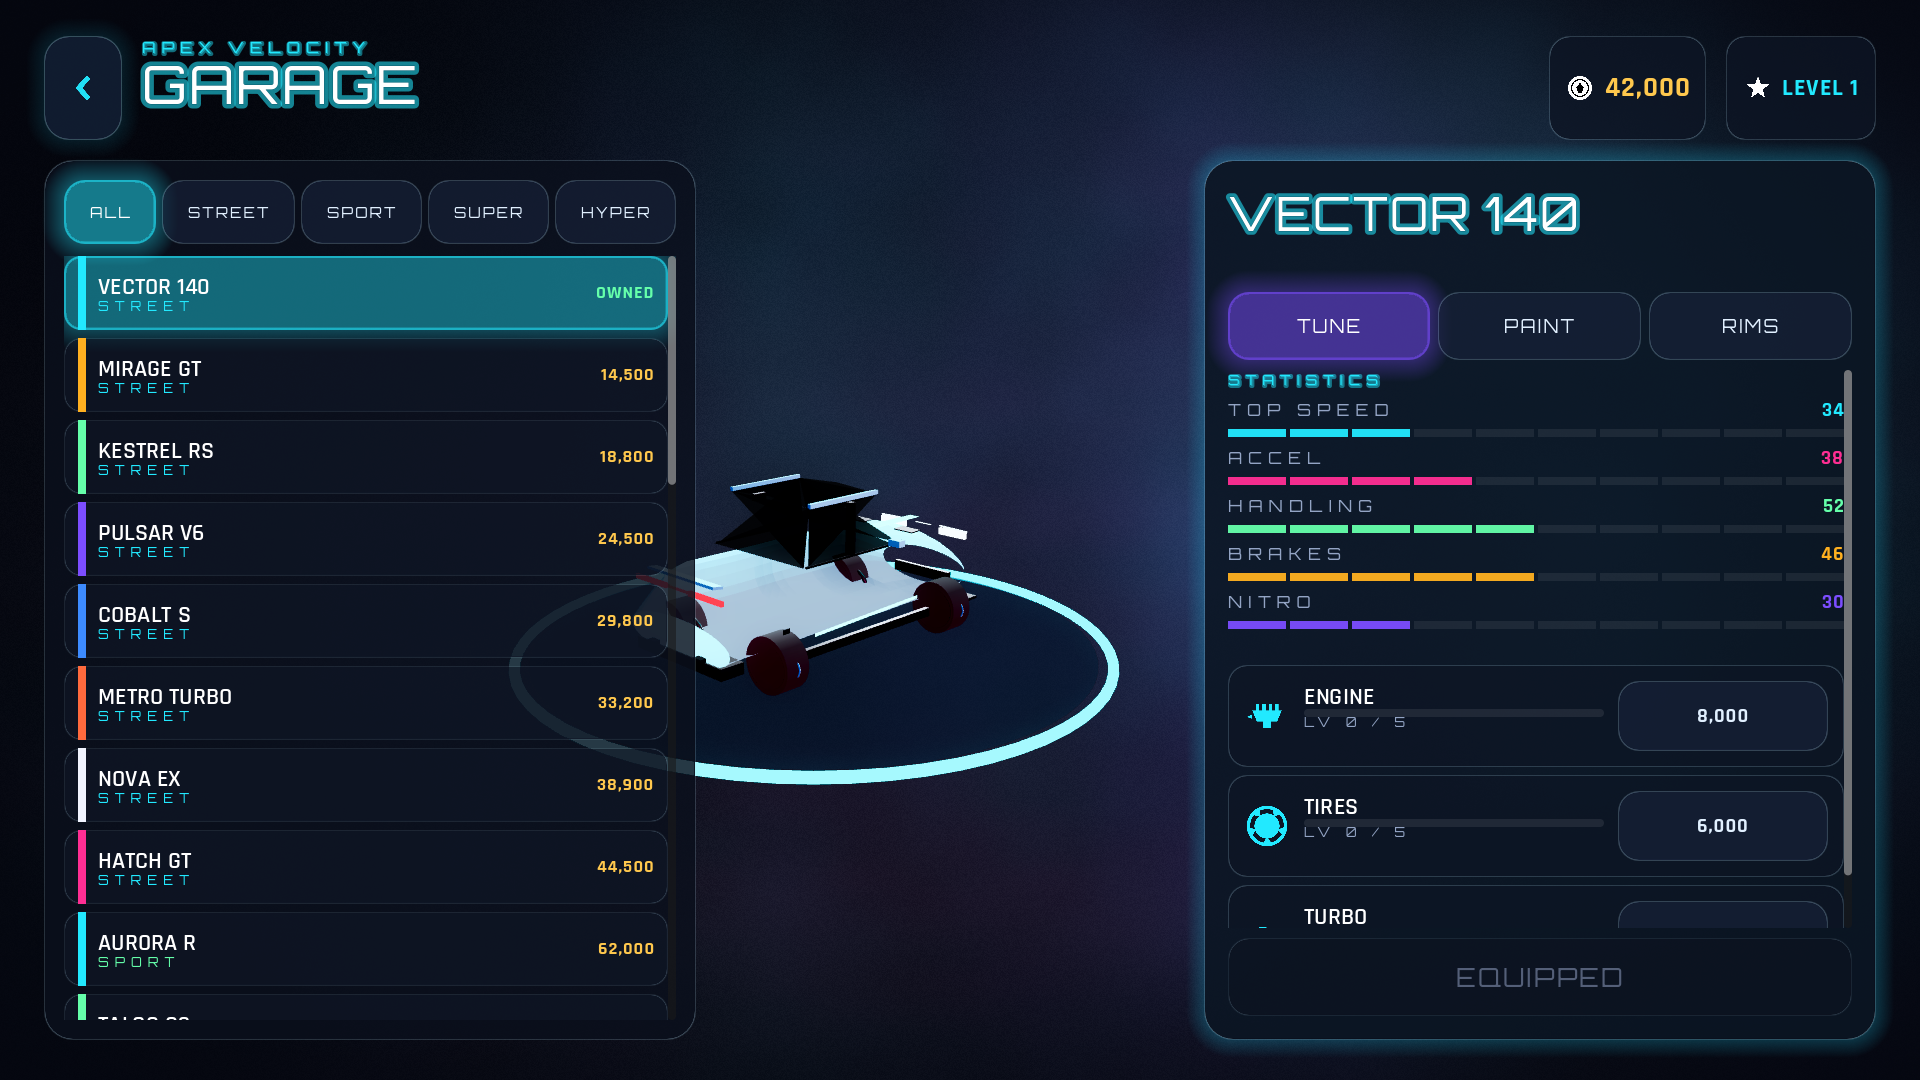 APEX VELOCITY
GARAGE
42,000
LEVEL 1
ALL
STREET
SPORT
SUPER
HYPER
VECTOR 140
STREET
OWNED
MIRAGE GT
STREET
14,500
KESTREL RS
STREET
18,800
PULSAR V6
STREET
24,500
COBALT S
STREET
29,800
METRO TURBO
STREET
33,200
NOVA EX
STREET
38,900
HATCH GT
STREET
44,500
AURORA R
SPORT
62,000
VECTOR 140
TUNE
PAINT
RIMS
STATISTICS
TOP SPEED
34
ACCEL
38
HANDLING
52
BRAKES
46
NITRO
30
ENGINE
LV 0 / 5
8,000
TIRES
LV 0 / 5
6,000
TURBO
EQUIPPED